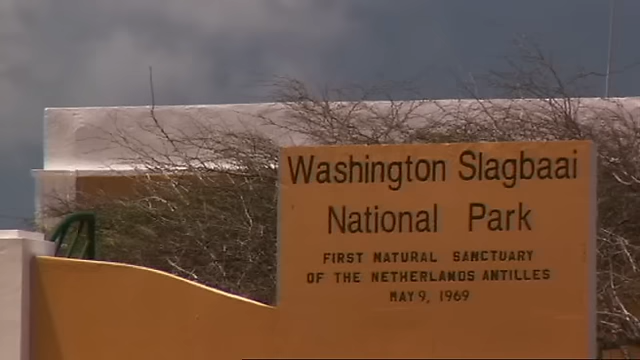 Washington Slagbaai
National Park
FIRST NATURAL SANCTUARY
OF THE NETHERLANDS ANTILLES
MAY 9, 1969